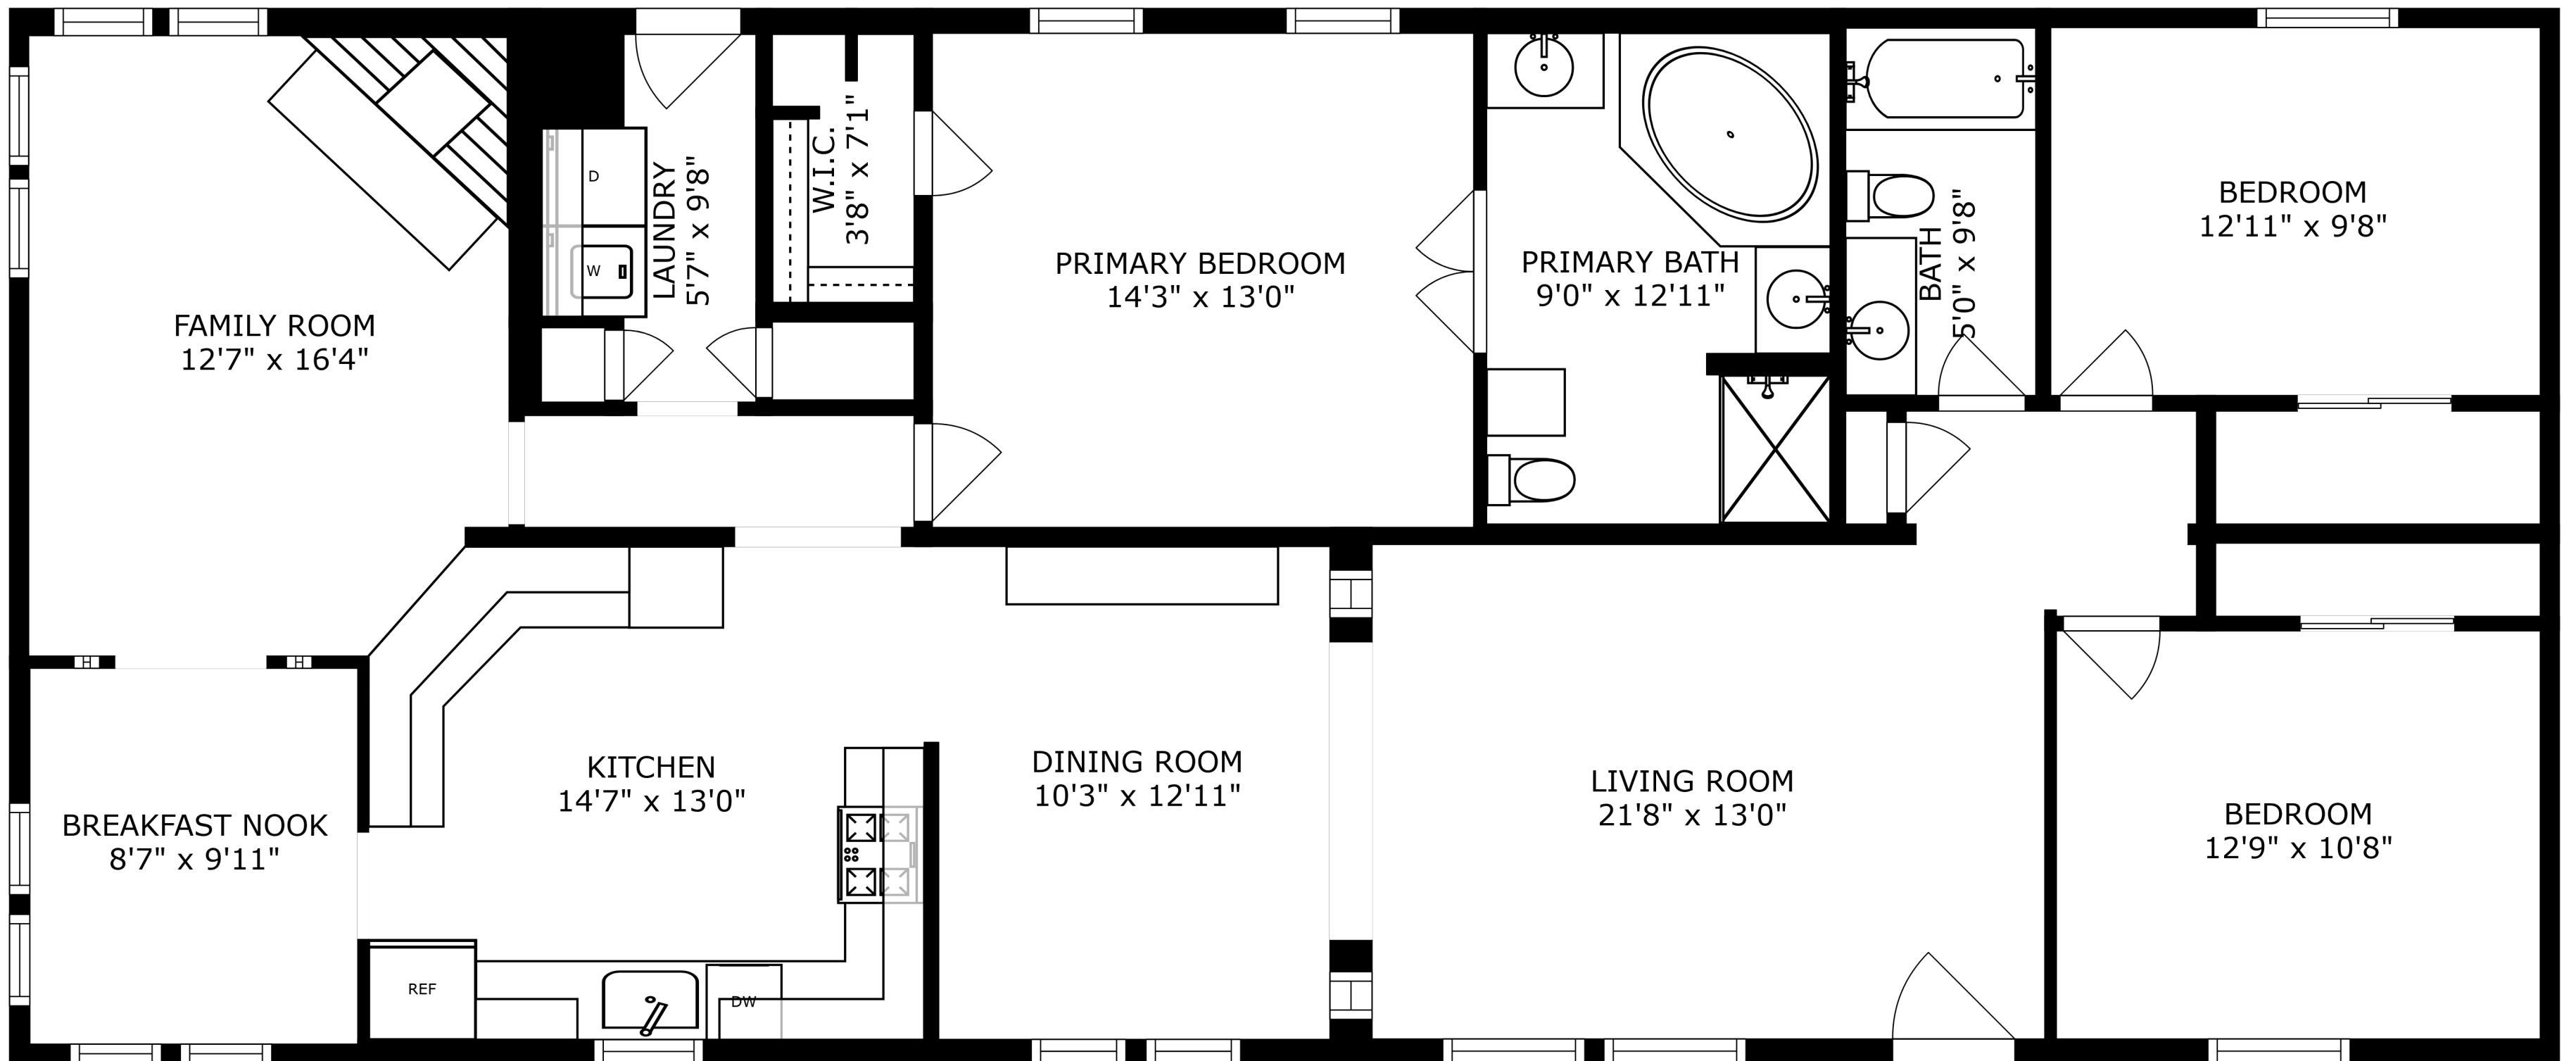 D
W
LAUNDRY
5'7" x 9'8"
W.I.C.
3'8" x 7'1"
FAMILY ROOM
12'7" x 16'4"
PRIMARY BEDROOM
14'3" x 13'0"
PRIMARY BATH
9'0" x 12'11"
BATH
5'0" x 9'8"
BEDROOM
12'11" x 9'8"
BREAKFAST NOOK
8'7" x 9'11"
KITCHEN
14'7" x 13'0"
REF
DW
DINING ROOM
10'3" x 12'11"
LIVING ROOM
21'8" x 13'0"
BEDROOM
12'9" x 10'8"